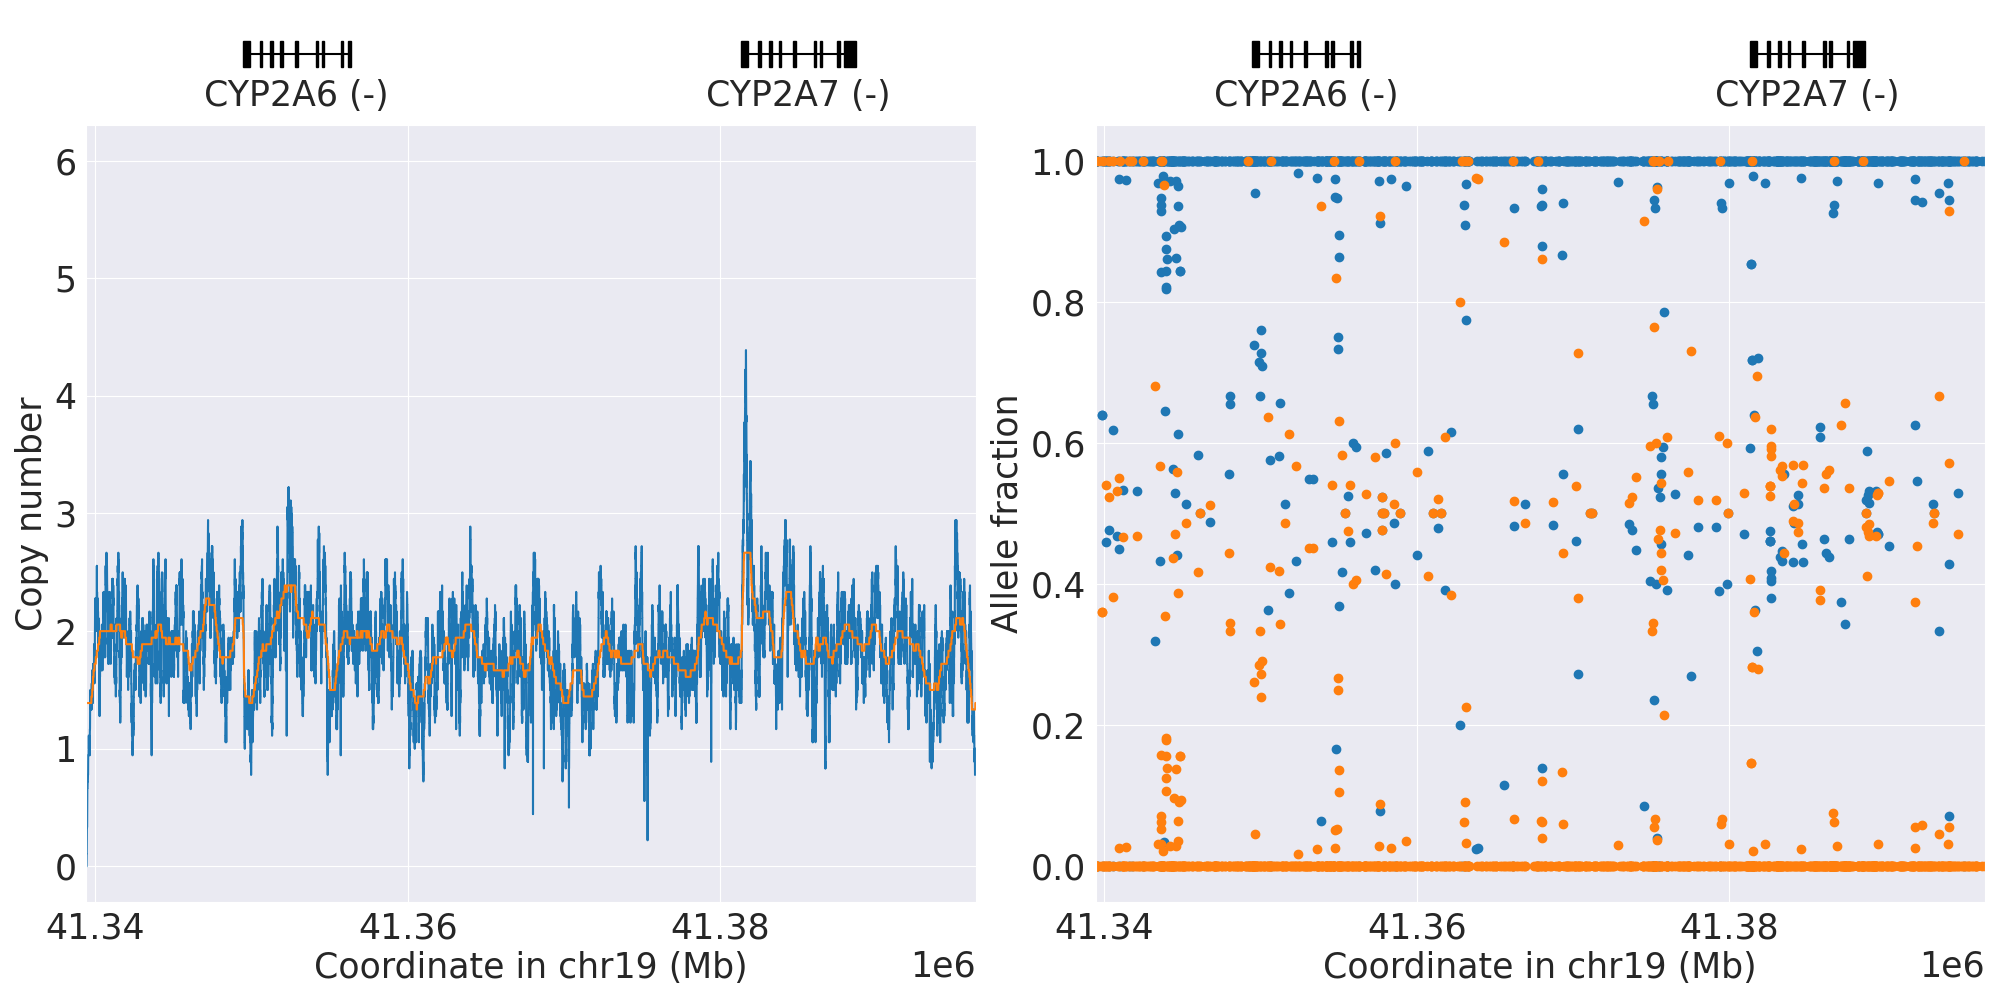 CYP2A6 (-)
CYP2A7 (-)
6
5
4
3
2
1
0
Copy number
41.34
41.36
41.38
Coordinate in chr19 (Mb)
1e6
CYP2A6 (-)
CYP2A7 (-)
1.0
0.8
0.6
0.4
0.2
0.0
Allele fraction
41.34
41.36
41.38
Coordinate in chr19 (Mb)
1e6